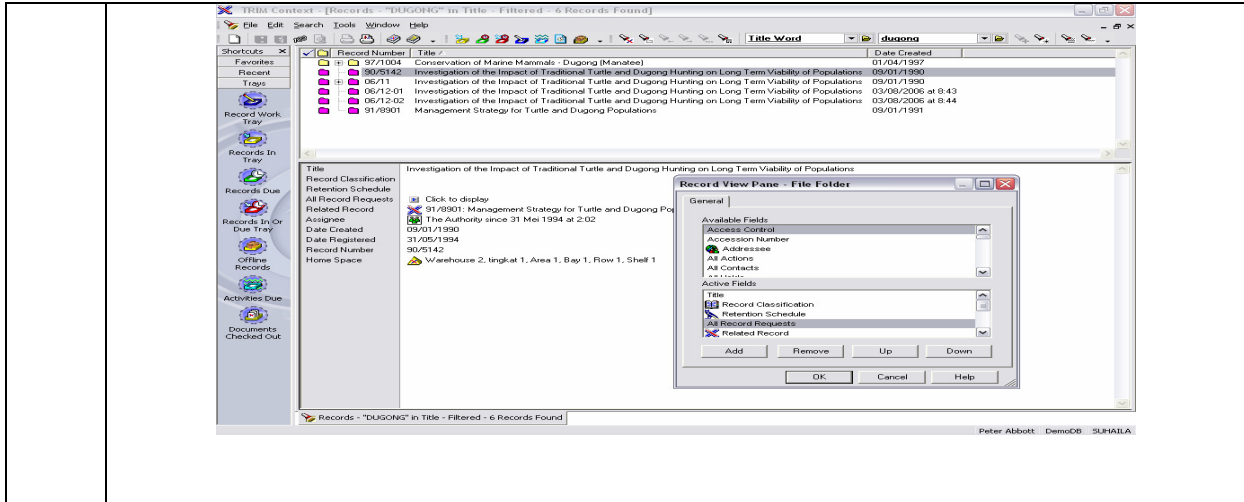 TRIM Context - [Records - "DUGONG" in Title - Filtered - 6 Records Found]
File Edit Search Tools Window Help
Title Word dugong
Shortcuts
Favorites
Recent
Trays
Record Work Tray
Records In Tray
Records Due
Records In Or Due Tray
Offline Records
Activities Due
Documents Checked Out
Record Number Title Date Created
97/1004 Conservation of Marine Mammals - Dugong (Manatee) 01/04/1997
90/5142 Investigation of the Impact of Traditional Turtle and Dugong Hunting on Long Term Viability of Populations 09/01/1990
06/11 Investigation of the Impact of Traditional Turtle and Dugong Hunting on Long Term Viability of Populations 09/01/1990
06/12-01 Investigation of the Impact of Traditional Turtle and Dugong Hunting on Long Term Viability of Populations 03/08/2006 at 8:43
06/12-02 Investigation of the Impact of Traditional Turtle and Dugong Hunting on Long Term Viability of Populations 03/08/2006 at 8:44
91/8901 Management Strategy for Turtle and Dugong Populations 09/01/1991
Title Investigation of the Impact of Traditional Turtle and Dugong Hunting on Long Term Viability of Populations
Record Classification
Retention Schedule
All Record Requests Click to display
Related Record 91/8901: Management Strategy for Turtle and Dugong
Assignee The Authority since 31 Mei 1994 at 2:02
Date Created 09/01/1990
Date Registered 31/05/1994
Record Number 90/5142
Home Space Warehouse 2, tingkat 1, Area 1, Bay 1, Row 1, Shelf 1
Record View Pane - File Folder
General
Available Fields
Access Control
Accession Number
Addressee
All Actions
All Contacts
Active Fields
Title
Record Classification
Retention Schedule
All Record Requests
Related Record
Add Remove Up Down
OK Cancel Help
Records - "DUGONG" in Title - Filtered - 6 Records Found
Peter Abbott DemoDB SUHAILA